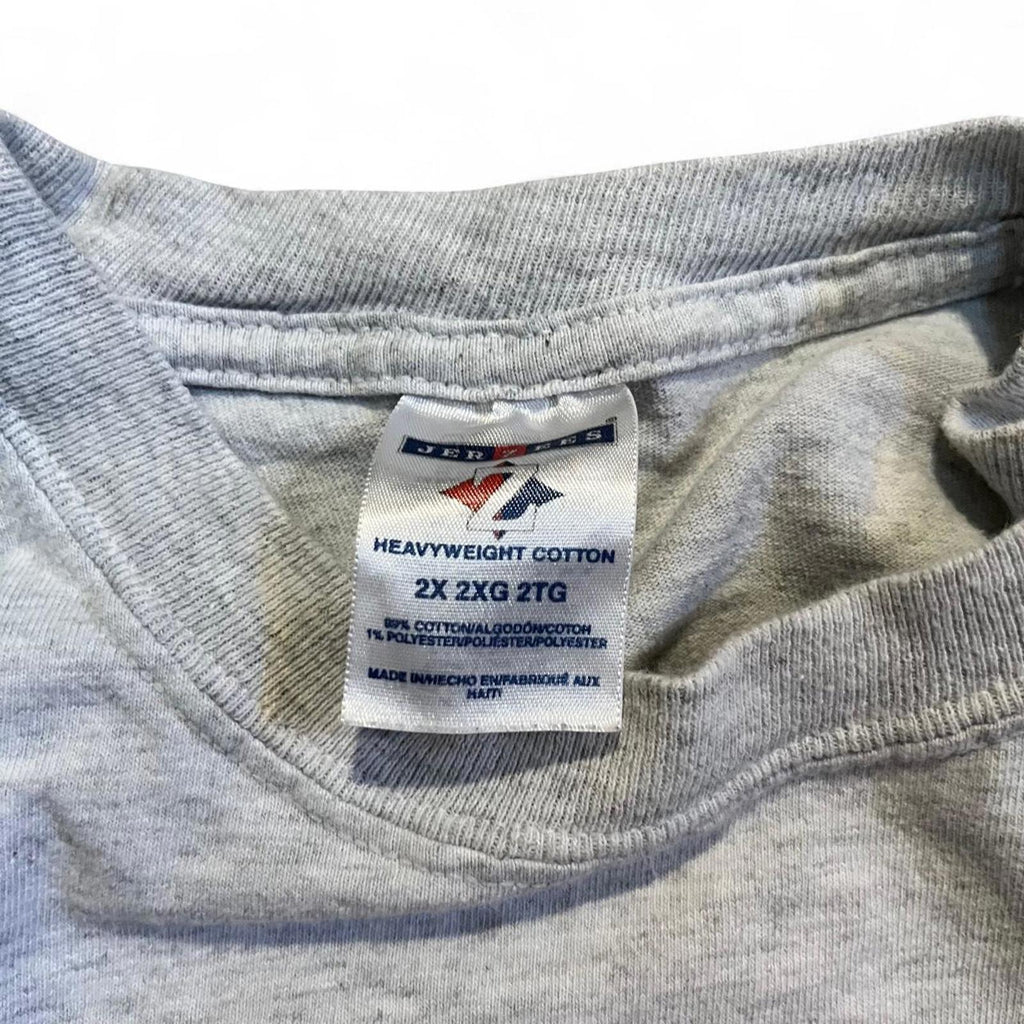 JERZEES®
HEAVYWEIGHT COTTON
2X 2XG 2TG
99% COTTON/ALGODÓN/COTON
1% POLYESTER/POLIÉSTER/POLYESTER
MADE IN/HECHO EN/FABRIQUÉ AUX
HAITI